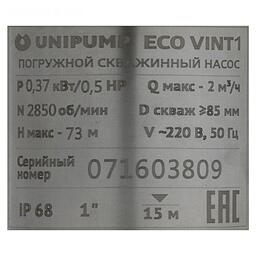 UNIPUMP ECO VINT1
ПОГРУЖНОЙ СКВАЖИННЫЙ НАСОС
P 0,37 кВт/0,5 HP Q макс - 2 м³/ч
N 2850 об/мин D скваж ≥85 мм
H макс - 73 м V ~220 В, 50 Гц
Серийный номер 071603809
IP 68 1" 15 м EAC